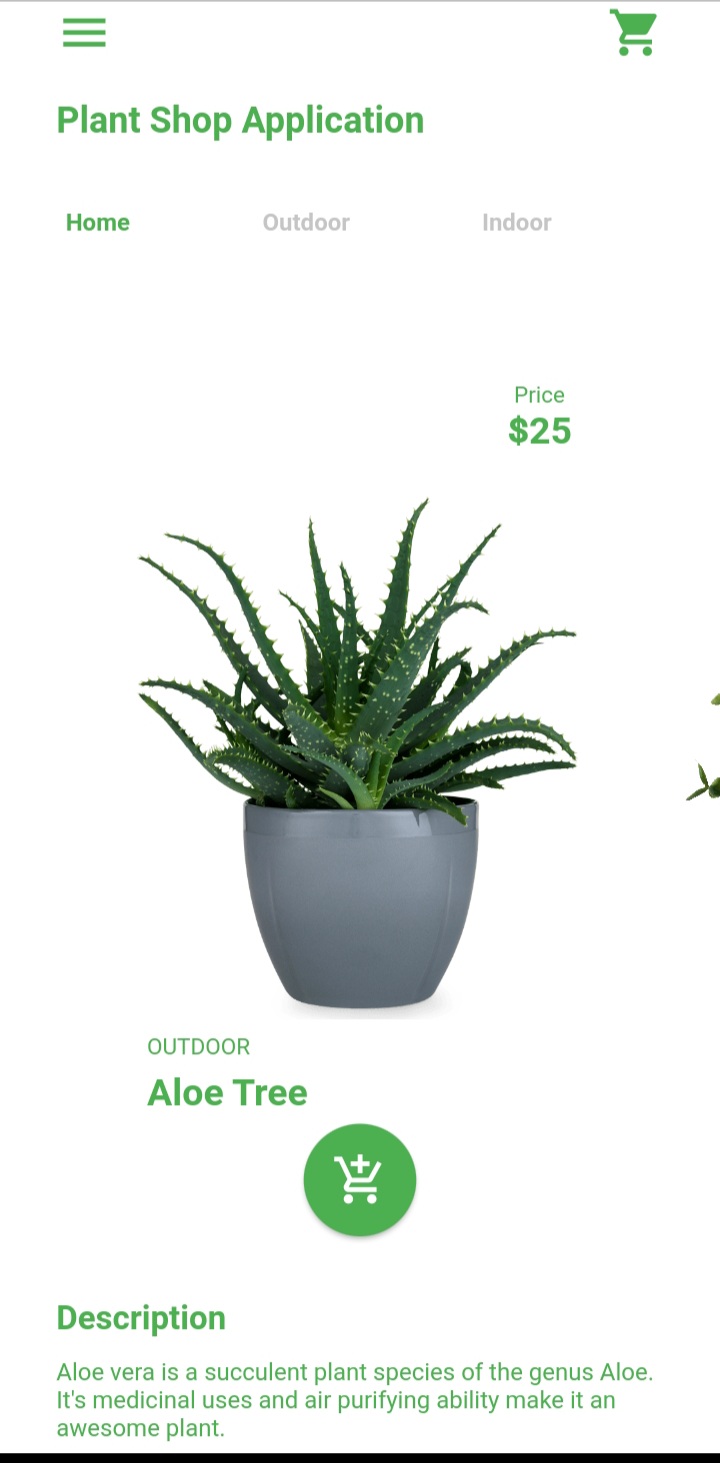 Plant Shop Application
Home Outdoor Indoor
Price
$25
OUTDOOR
Aloe Tree
Description
Aloe vera is a succulent plant species of the genus Aloe.
It's medicinal uses and air purifying ability make it an
awesome plant.